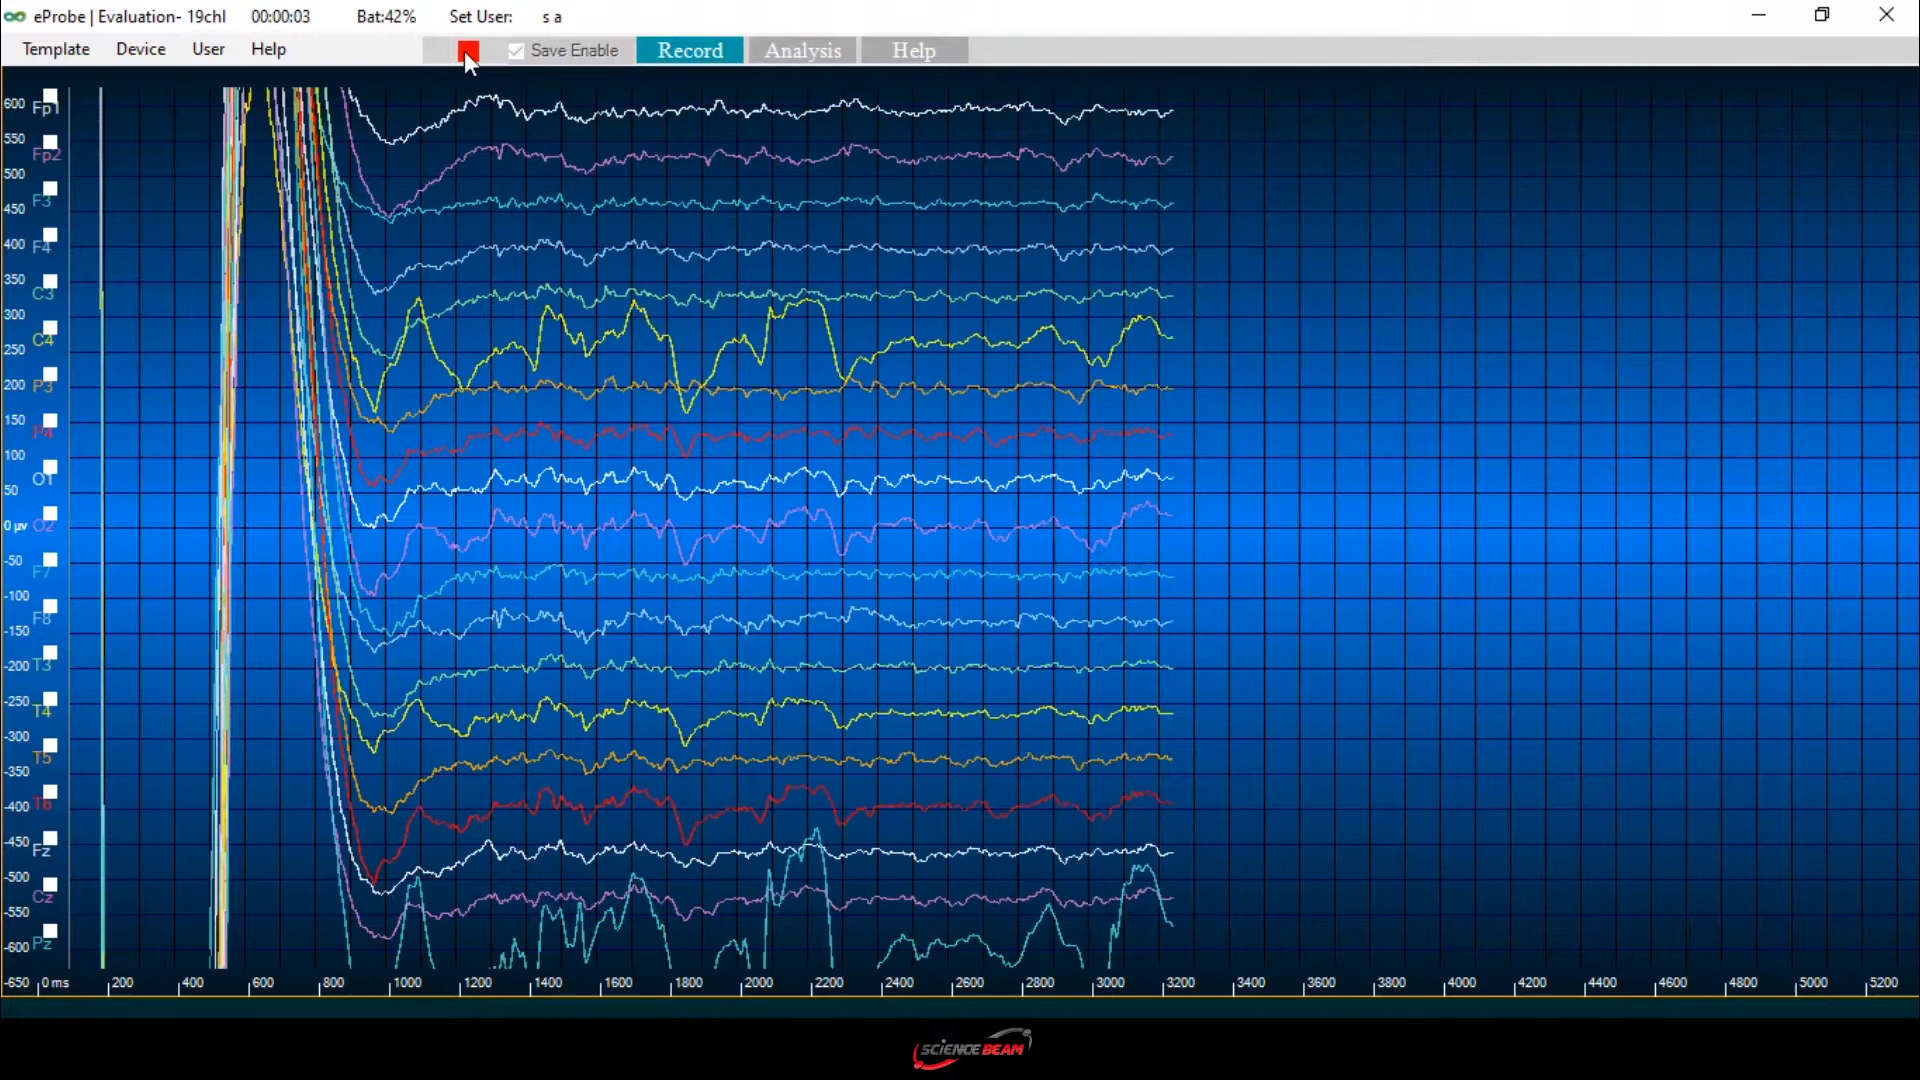 eProbe | Evaluation- 19chl 00:00:03 Bat:42% Set User: s a
Template Device User Help Save Enable Record Analysis Help
600 Fp1
550 Fp2
500
450 F3
400 F4
350 C3
300 C4
250
200 P3
150 P4
100
50 O1
0 µv O2
-50 F7
-100
-150 F8
-200 T3
-250 T4
-300
-350 T5
-400 T6
-450 Fz
-500 Cz
-550
-600 Pz
-650 0 ms 200 400 600 800 1000 1200 1400 1600 1800 2000 2200 2400 2600 2800 3000 3200 3400 3600 3800 4000 4200 4400 4600 4800 5000 5200
SCIENCE BEAM